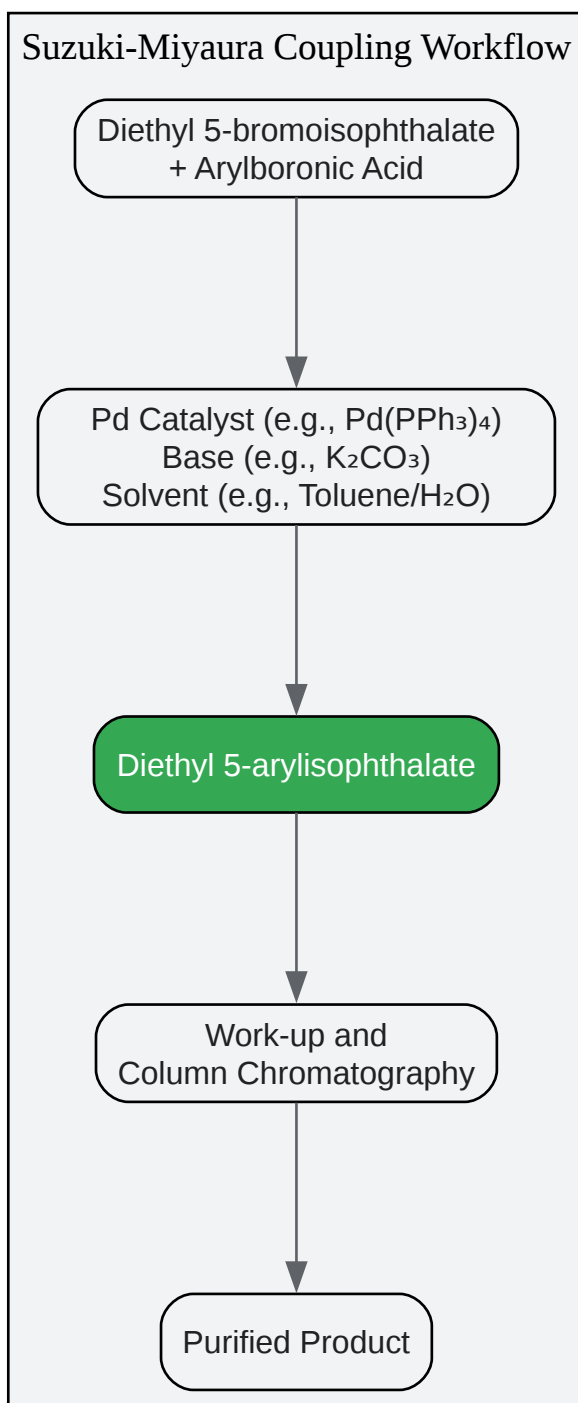 Suzuki-Miyaura Coupling Workflow
Diethyl 5-bromoisophthalate
+ Arylboronic Acid
Pd Catalyst (e.g., Pd(PPh₃)₄)
Base (e.g., K₂CO₃)
Solvent (e.g., Toluene/H₂O)
Diethyl 5-arylisophthalate
Work-up and
Column Chromatography
Purified Product